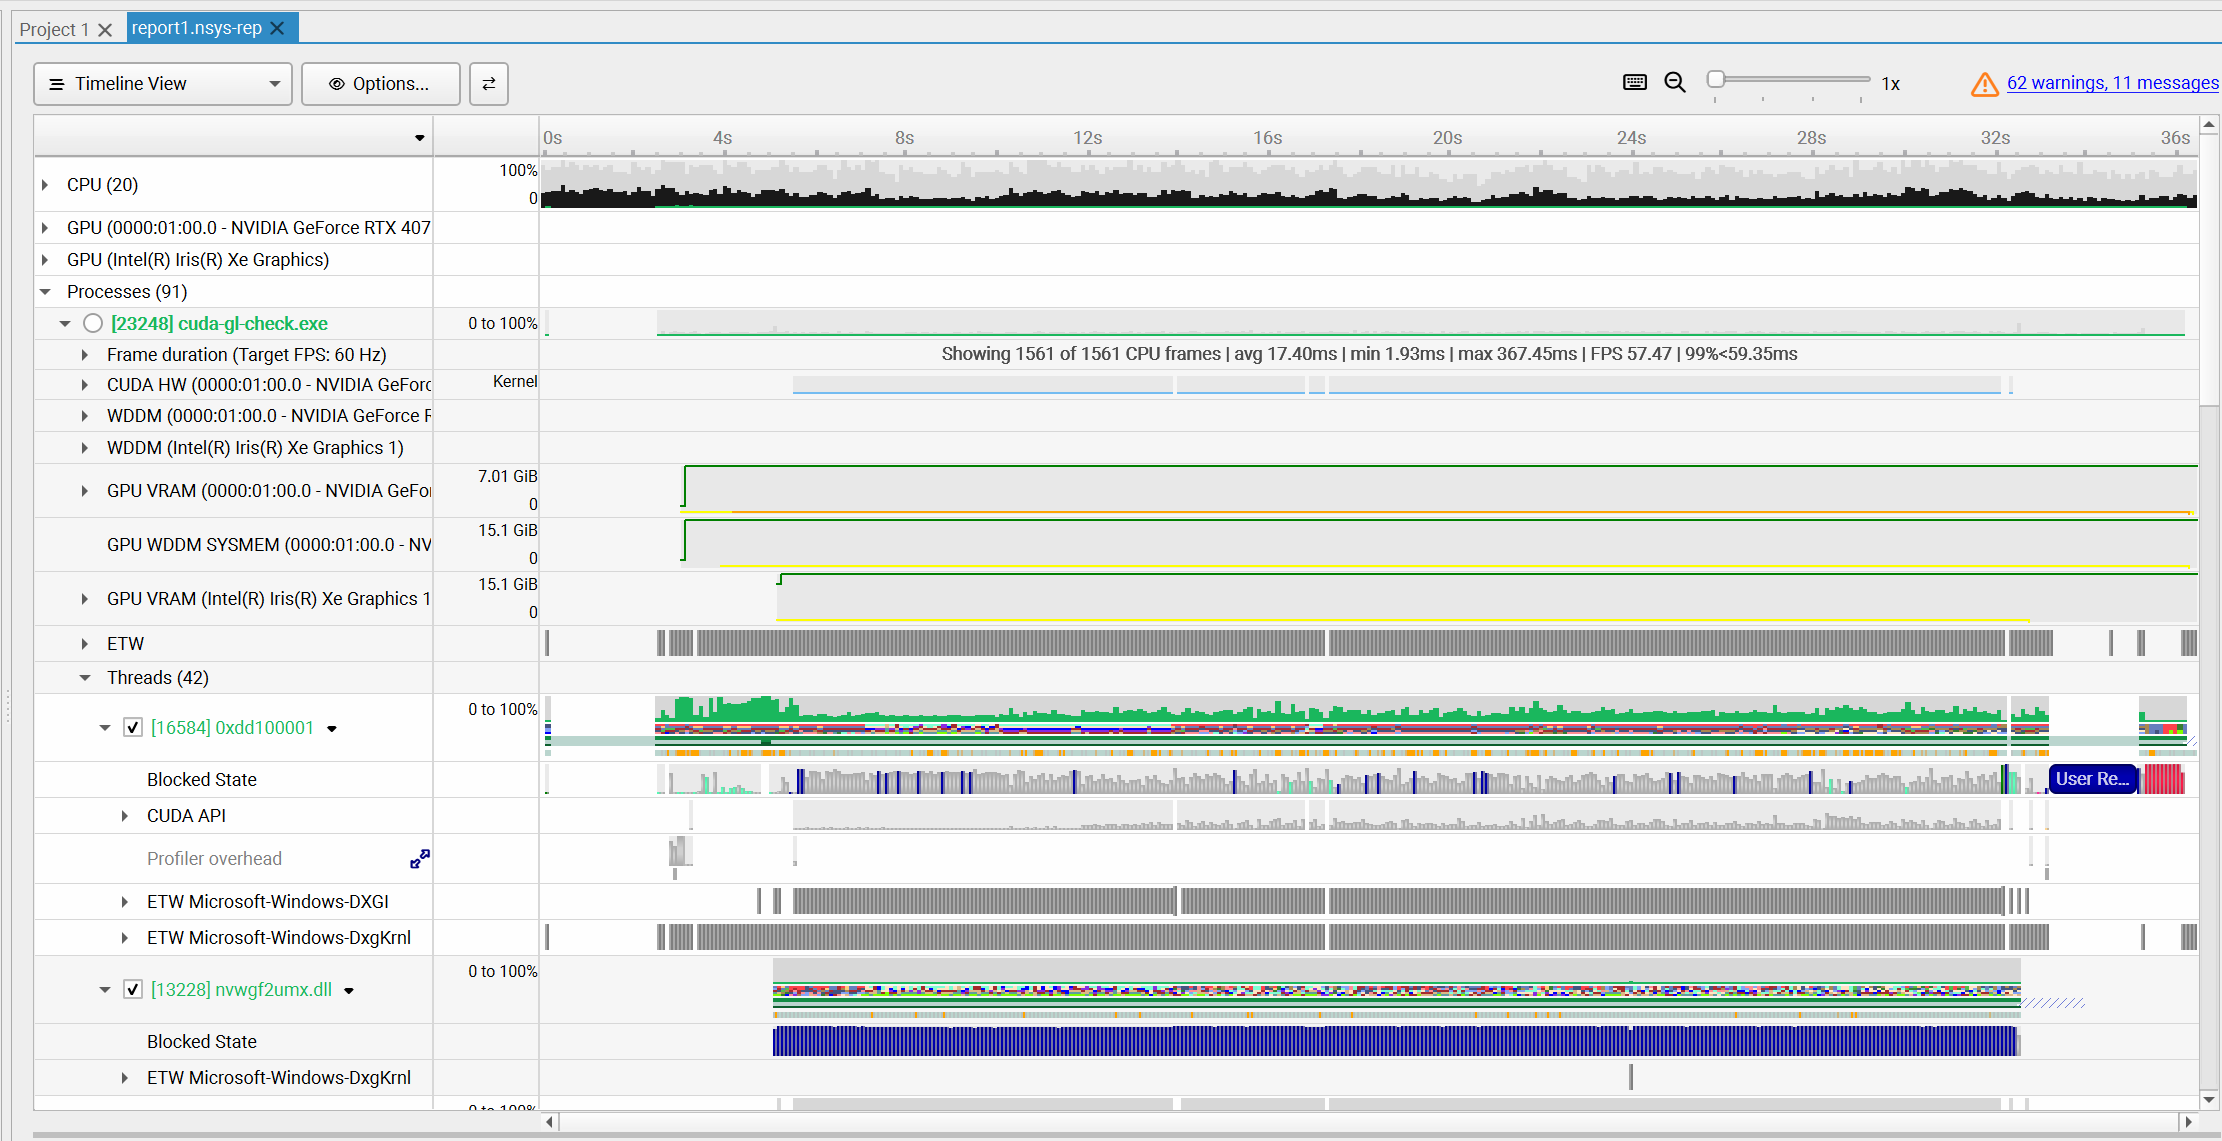 Project 1
report1.nsys-rep
Timeline View
Options...
1x
62 warnings, 11 messages
0s 4s 8s 12s 16s 20s 24s 28s 32s 36s
CPU (20)
100%
0
GPU (0000:01:00.0 - NVIDIA GeForce RTX 407
GPU (Intel(R) Iris(R) Xe Graphics)
Processes (91)
[23248] cuda-gl-check.exe
0 to 100%
Frame duration (Target FPS: 60 Hz)
Showing 1561 of 1561 CPU frames | avg 17.40ms | min 1.93ms | max 367.45ms | FPS 57.47 | 99%<59.35ms
CUDA HW (0000:01:00.0 - NVIDIA GeForc
Kernel
WDDM (0000:01:00.0 - NVIDIA GeForce R
WDDM (Intel(R) Iris(R) Xe Graphics 1)
GPU VRAM (0000:01:00.0 - NVIDIA GeFor
7.01 GiB
0
GPU WDDM SYSMEM (0000:01:00.0 - NV
15.1 GiB
0
GPU VRAM (Intel(R) Iris(R) Xe Graphics 1
15.1 GiB
0
ETW
Threads (42)
[16584] 0xdd100001
0 to 100%
Blocked State
User Re...
CUDA API
Profiler overhead
ETW Microsoft-Windows-DXGI
ETW Microsoft-Windows-DxgKrnl
[13228] nvwgf2umx.dll
0 to 100%
Blocked State
ETW Microsoft-Windows-DxgKrnl
0 to 100%